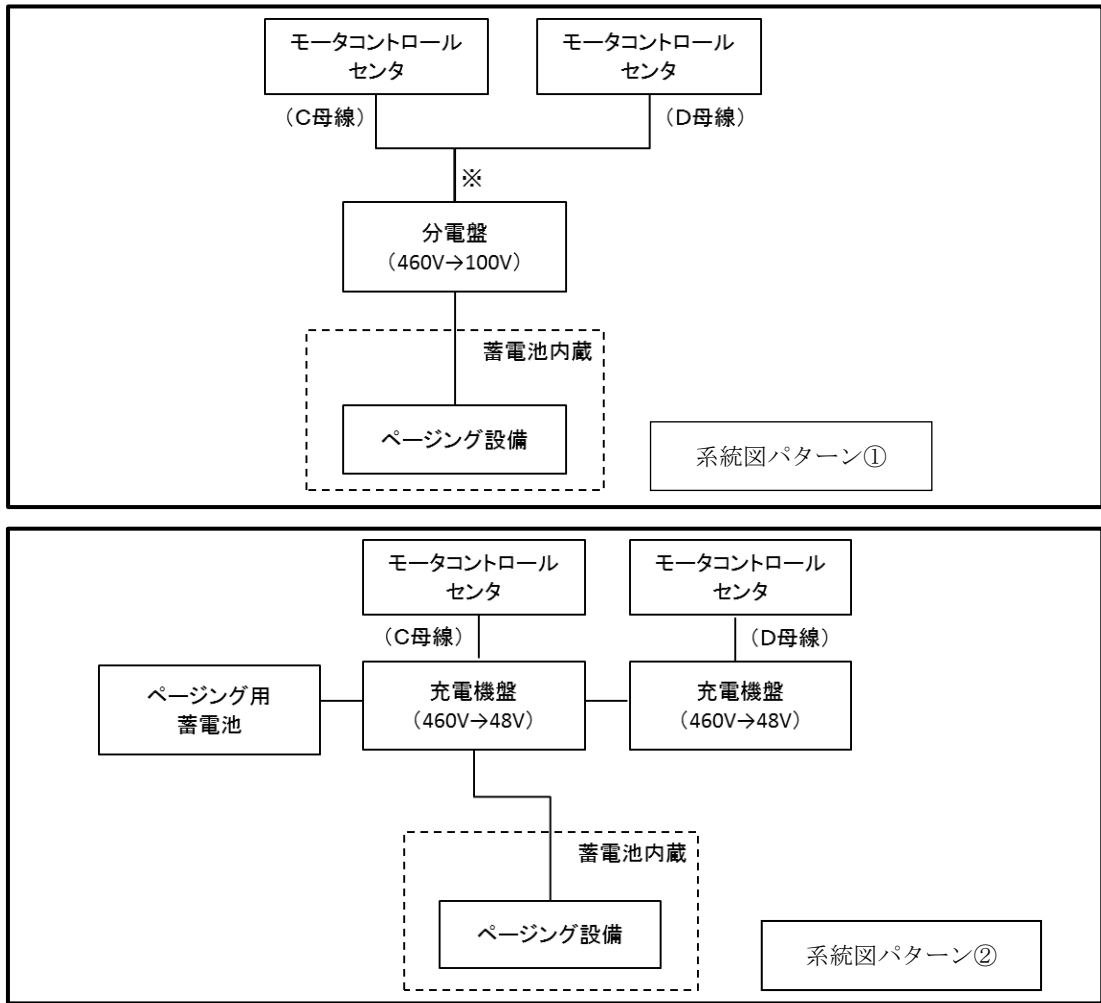 モータコントロール
センタ
モータコントロール
センタ
（C母線）
（D母線）
※
分電盤
（460V→100V）
蓄電池内蔵
ページング設備
系統図パターン①
モータコントロール
センタ
モータコントロール
センタ
（C母線）
（D母線）
ページング用
蓄電池
充電機盤
（460V→48V）
充電機盤
（460V→48V）
蓄電池内蔵
ページング設備
系統図パターン②